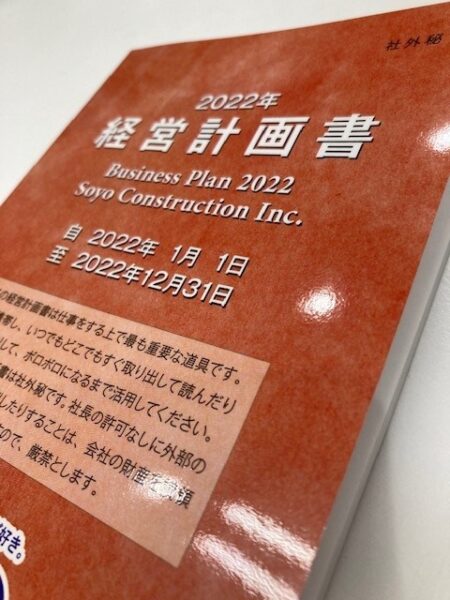 社外秘
2022年
経営計画書
Business Plan 2022
Soyo Construction Inc.
自 2022年 1月 1日
至 2022年12月31日
の経営計画書は仕事をする上で最も重要な道具です。
帯し、いつでもどこでもすぐ取り出して読んだり
して、ボロボロになるまで活用してください。
書は社外秘です。社長の許可なしに外部の
したりすることは、会社の財産を
ので、厳禁とします。
好き。